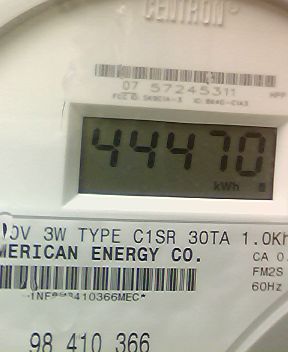 CENTRON®
07 57245311
44470
kWh
0V 3W TYPE C1SR 30TA 1.0Kh
MERICAN ENERGY CO.
CA 0.
FM2S
60Hz
98 410 366